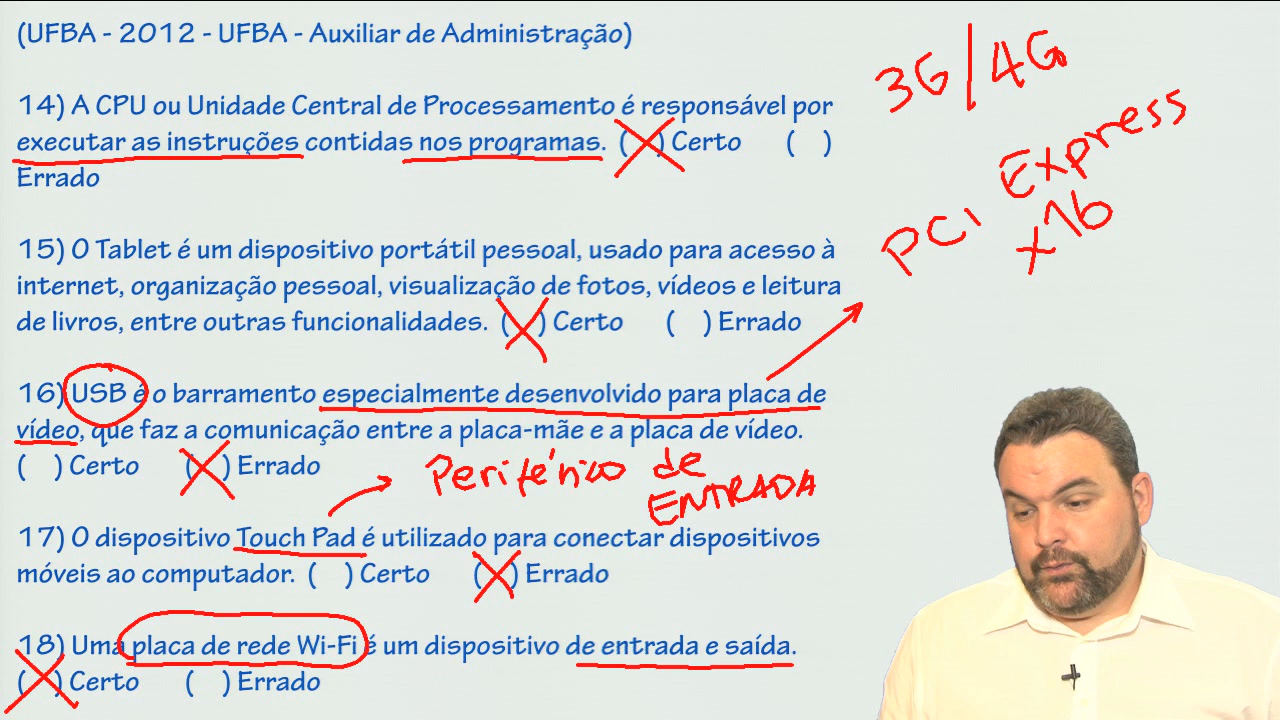 (UFBA - 2012 - UFBA - Auxiliar de Administração)
3G/4G
14) A CPU ou Unidade Central de Processamento é responsável por
executar as instruções contidas nos programas. ( ) Certo ( )
Errado
PCI Express
x16
15) O Tablet é um dispositivo portátil pessoal, usado para acesso à
internet, organização pessoal, visualização de fotos, vídeos e leitura
de livros, entre outras funcionalidades. ( ) Certo ( ) Errado
16) USB é o barramento especialmente desenvolvido para placa de
vídeo, que faz a comunicação entre a placa-mãe e a placa de vídeo.
( ) Certo ( ) Errado
Periférico de
ENTRADA
17) O dispositivo Touch Pad é utilizado para conectar dispositivos
móveis ao computador. ( ) Certo ( ) Errado
18) Uma placa de rede Wi-Fi é um dispositivo de entrada e saída.
( ) Certo ( ) Errado